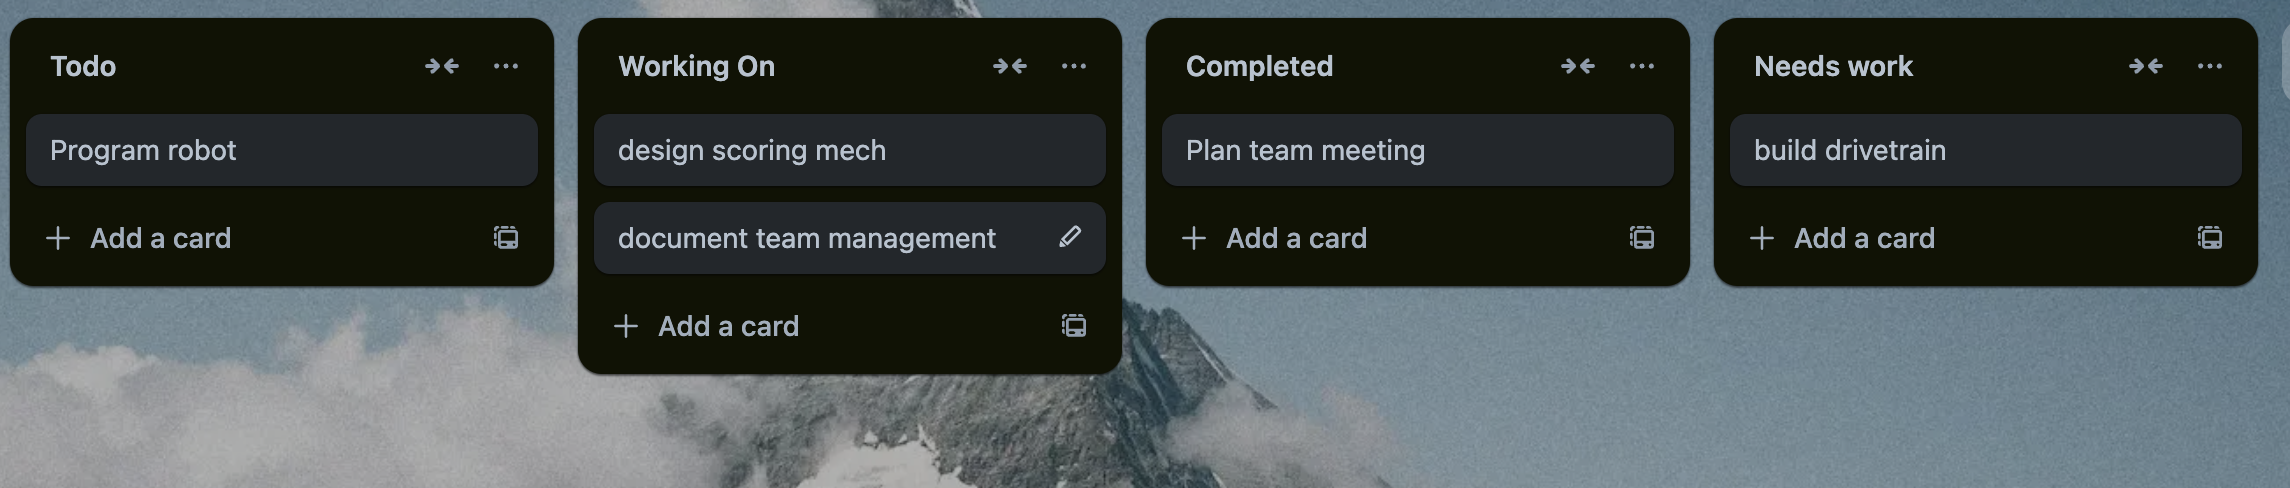 Todo
Program robot
Add a card
Working On
design scoring mech
document team management
Add a card
Completed
Plan team meeting
Add a card
Needs work
build drivetrain
Add a card